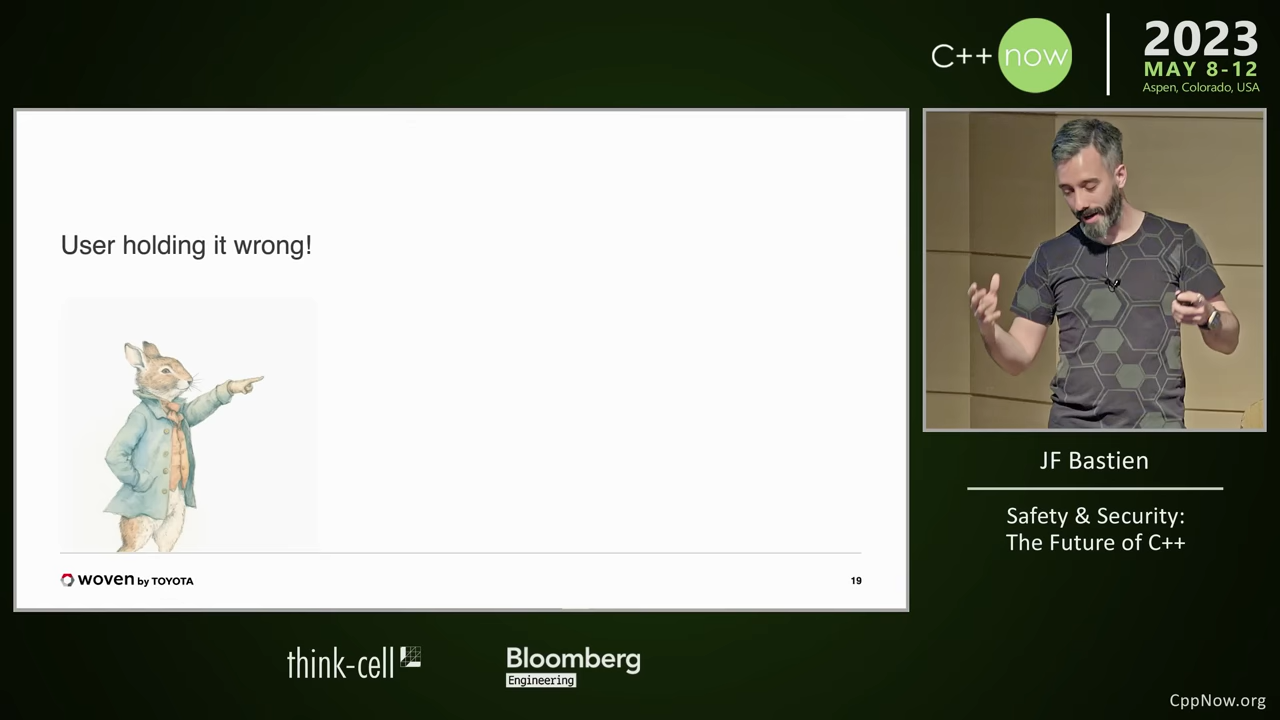 C++ now
2023
MAY 8-12
Aspen, Colorado, USA
User holding it wrong!
woven by TOYOTA
19
JF Bastien
Safety & Security:
The Future of C++
think-cell
Bloomberg
Engineering
CppNow.org